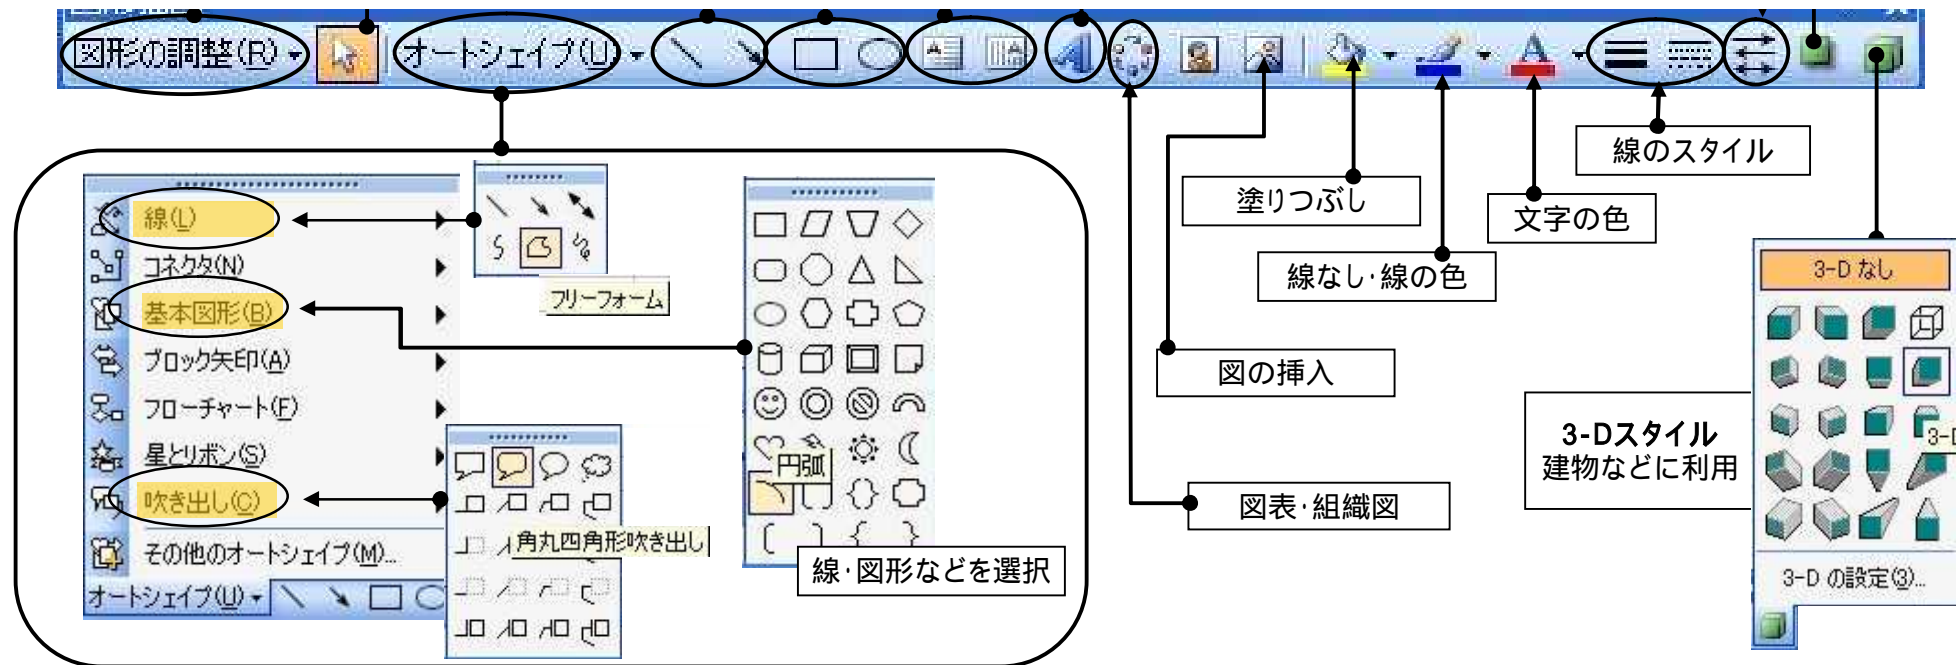 図形の調整(R)
オートシェイプ(U)
線のスタイル
塗りつぶし
文字の色
線なし・線の色
図の挿入
図表・組織図
3-Dスタイル
建物などに利用
3-D なし
3-D
3-D の設定(3)...
線(L)
コネクタ(N)
基本図形(B)
ブロック矢印(A)
フローチャート(F)
星とリボン(S)
吹き出し(C)
その他のオートシェイプ(M)...
オートシェイプ(U)
フリーフォーム
円弧
角丸四角形吹き出し
線・図形などを選択